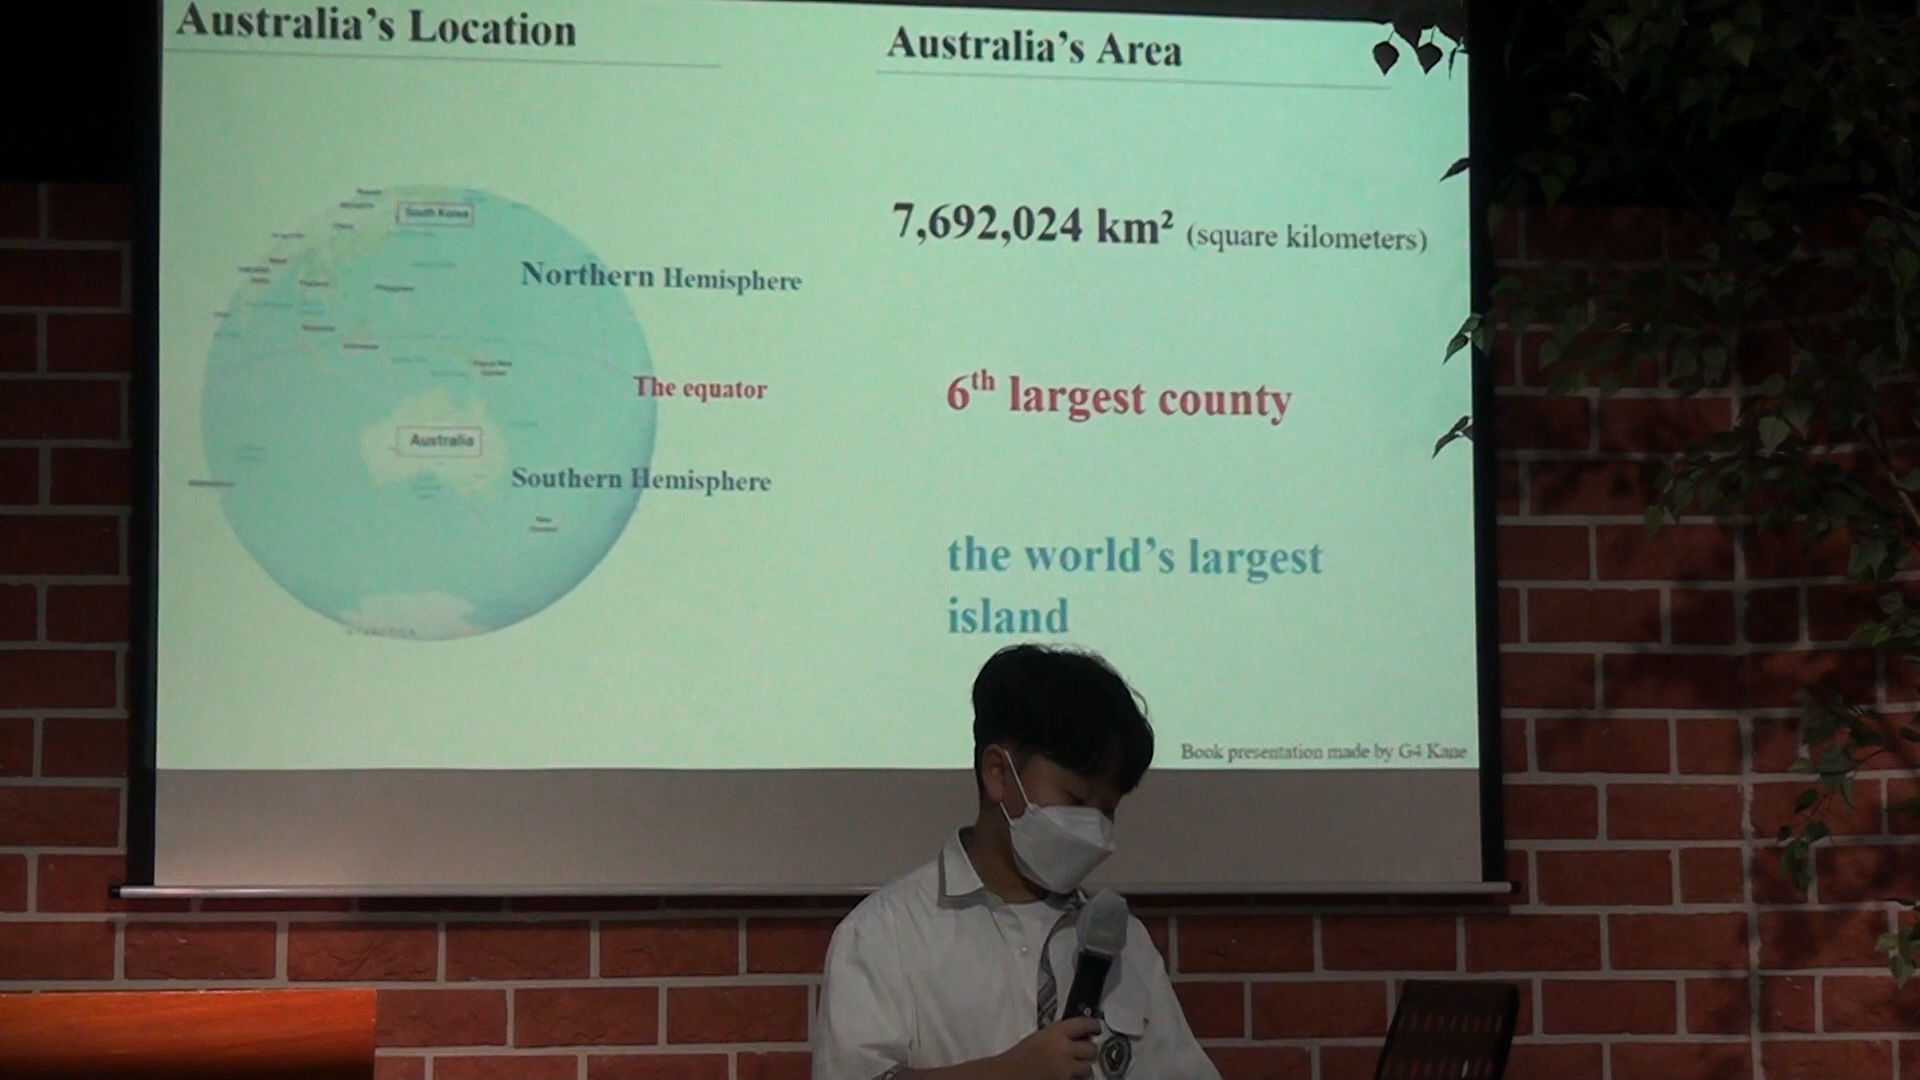 Australia's Location
Australia's Area
South Korea
Northern Hemisphere
The equator
Australia
Southern Hemisphere
7,692,024 km² (square kilometers)
6th largest county
the world's largest
island
Book presentation made by G4 Kane